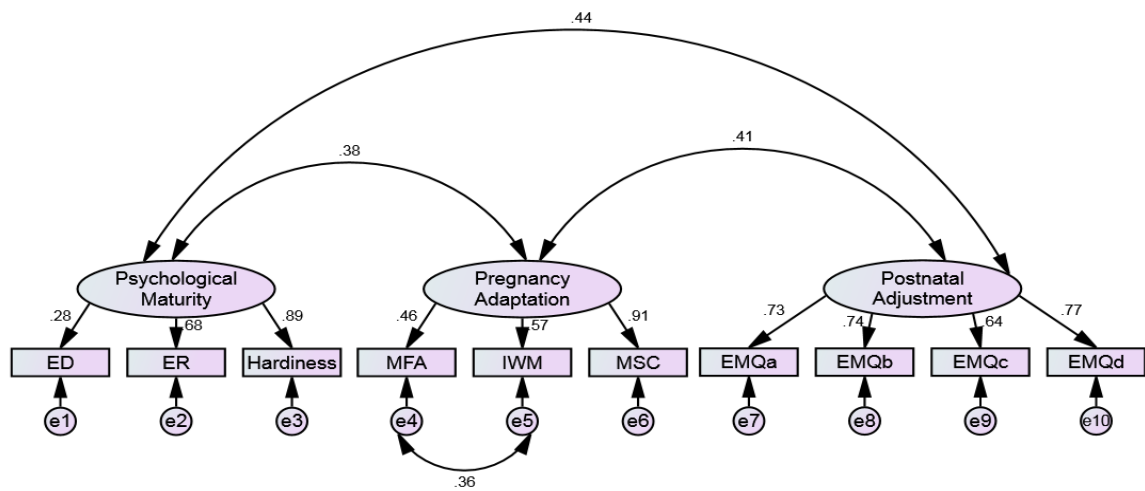 .44
.38
.41
Psychological
Maturity
Pregnancy
Adaptation
Postnatal
Adjustment
.28
.68
.89
.46
.57
.91
.73
.74
.64
.77
ED
ER
Hardiness
MFA
IWM
MSC
EMQa
EMQb
EMQc
EMQd
e1
e2
e3
e4
e5
e6
e7
e8
e9
e10
.36